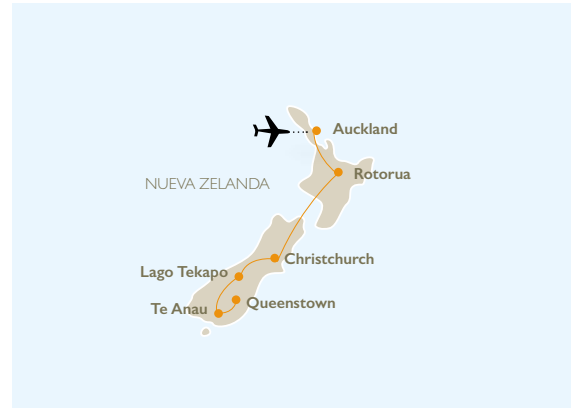 Auckland
Rotorua
NUEVA ZELANDA
Christchurch
Lago Tekapo
Queenstown
Te Anau